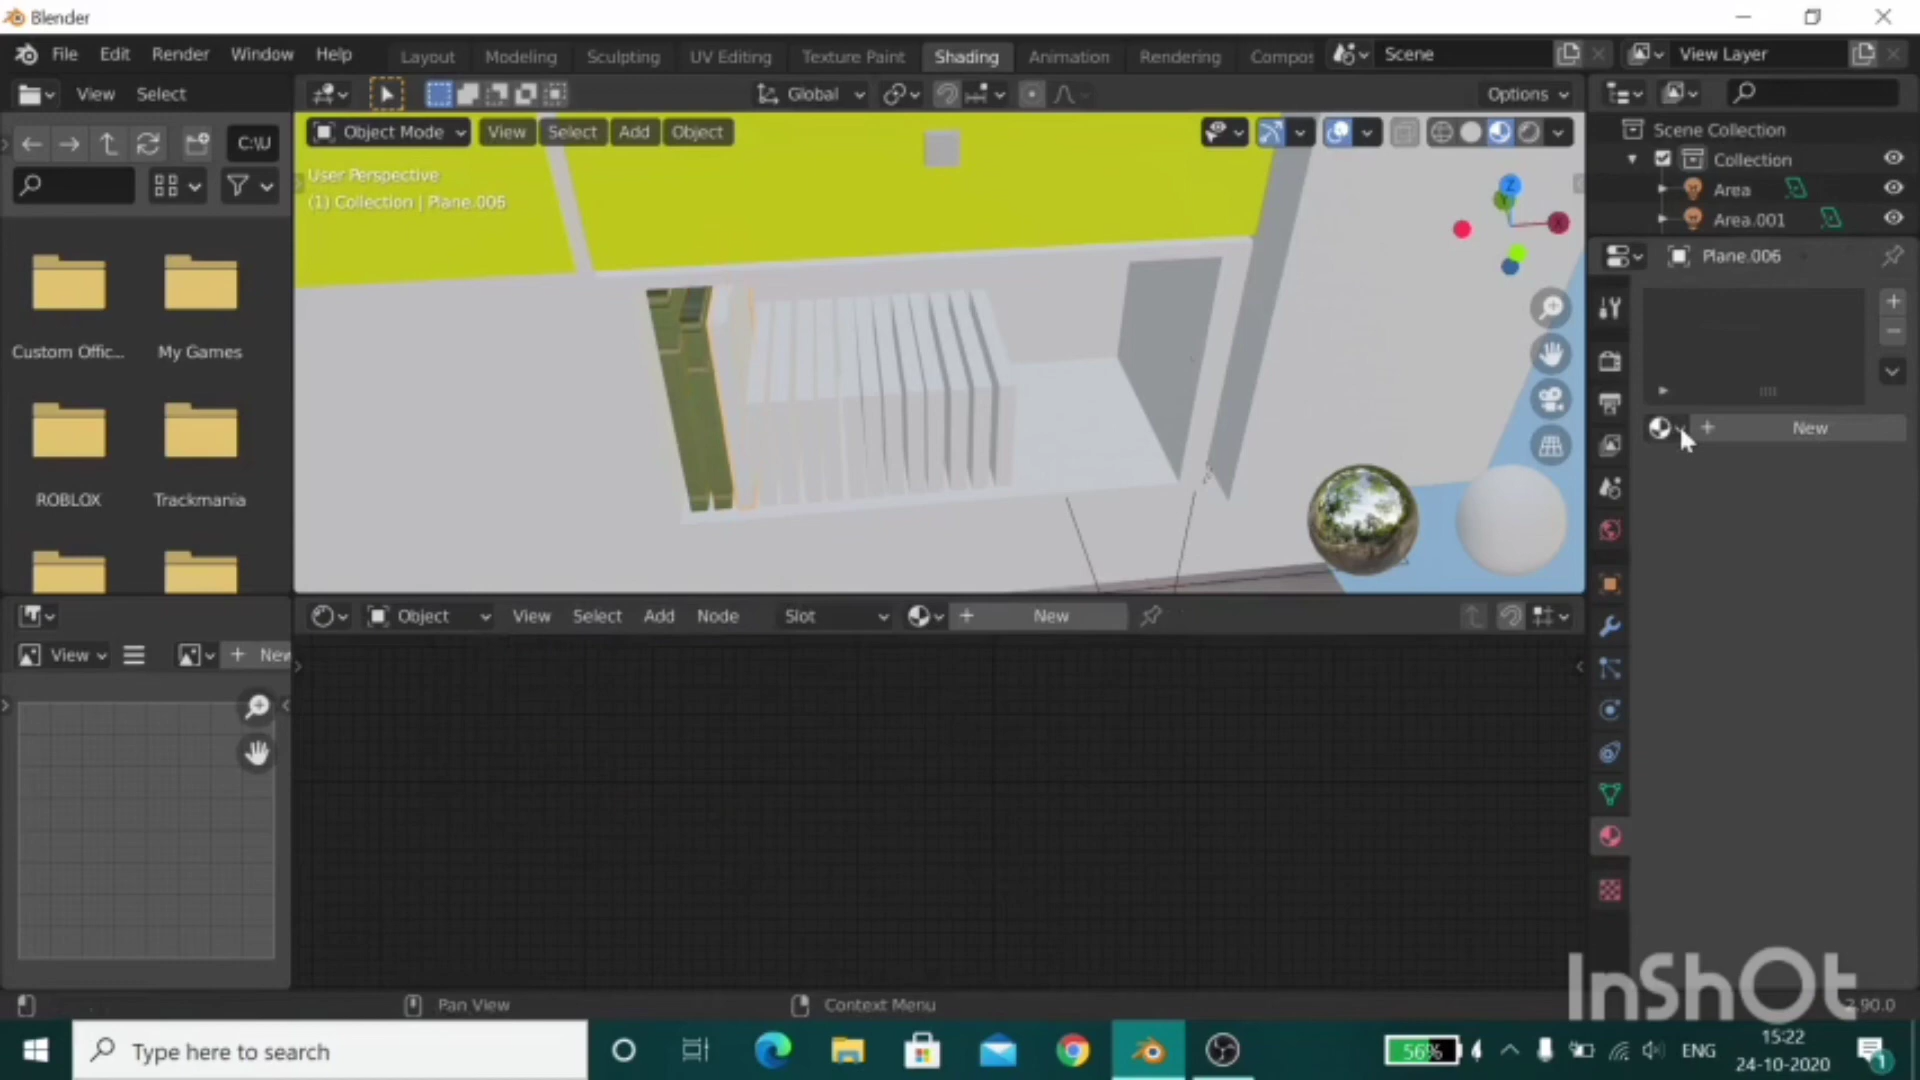 Blender
File Edit Render Window Help Layout Modeling Sculpting UV Editing Texture Paint Shading Animation Rendering Compos Scene View Layer
View Select Global Options
Object Mode View Select Add Object
User Perspective
(1) Collection | Plane.006
C:\U
Custom Offic... My Games
ROBLOX Trackmania
Scene Collection
Collection
Area
Area.001
Plane.006
New
Object View Select Add Node Slot New
View New
Pan View Context Menu
2.90.0
InShOt
Type here to search
56%
ENG
15:22
24-10-2020
1